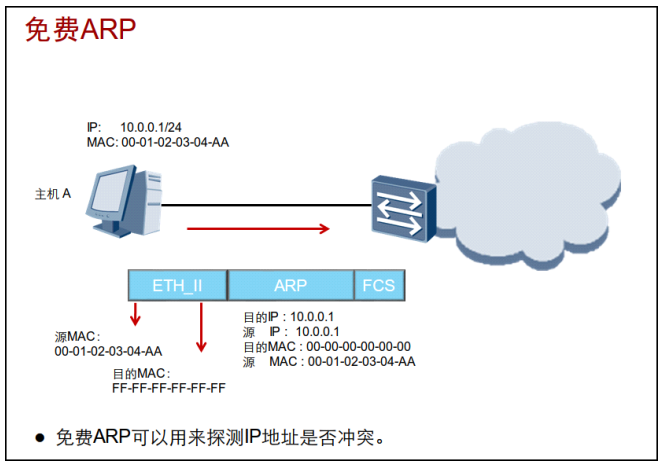 免费ARP
IP: 10.0.0.1/24
MAC: 00-01-02-03-04-AA
主机 A
ETH_II ARP FCS
目的IP : 10.0.0.1
源 IP : 10.0.0.1
目的MAC : 00-00-00-00-00-00
源 MAC : 00-01-02-03-04-AA
源MAC:
00-01-02-03-04-AA
目的MAC:
FF-FF-FF-FF-FF-FF
● 免费ARP可以用来探测IP地址是否冲突。